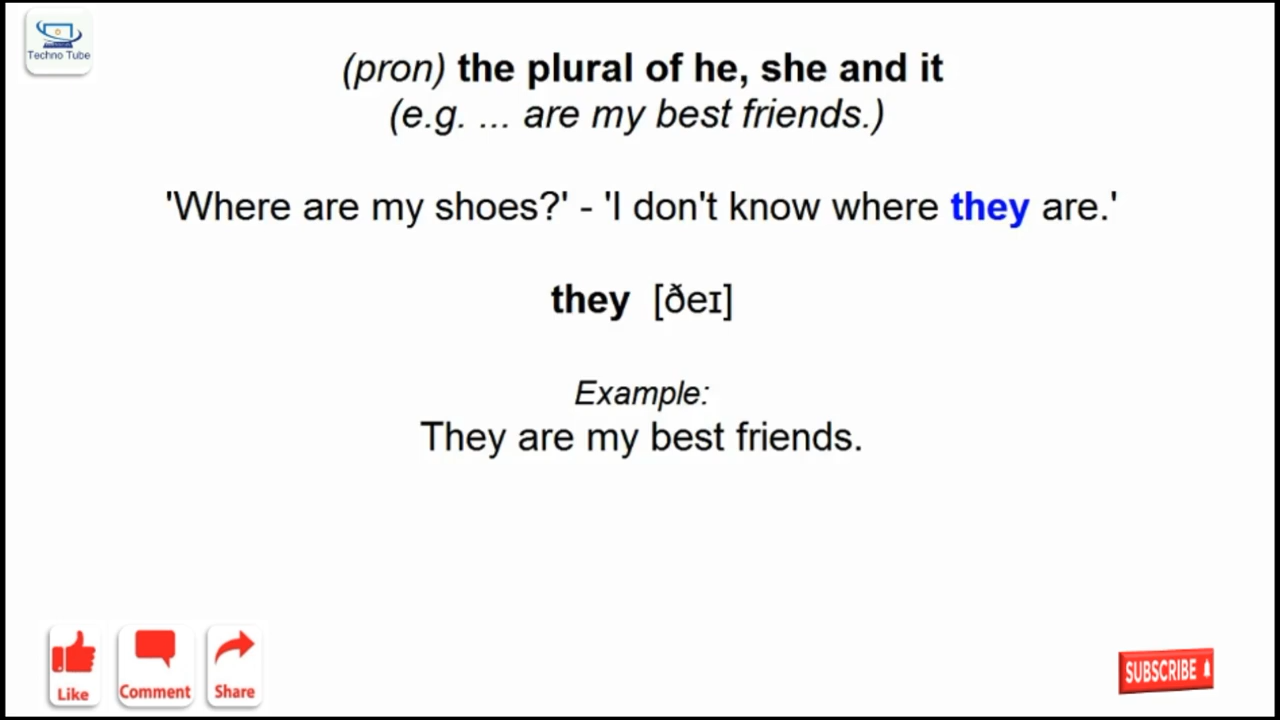 Techno Tube
(pron) the plural of he, she and it
(e.g. ... are my best friends.)
'Where are my shoes?' - 'I don't know where they are.'
they [ðeɪ]
Example:
They are my best friends.
Like
Comment
Share
SUBSCRIBE